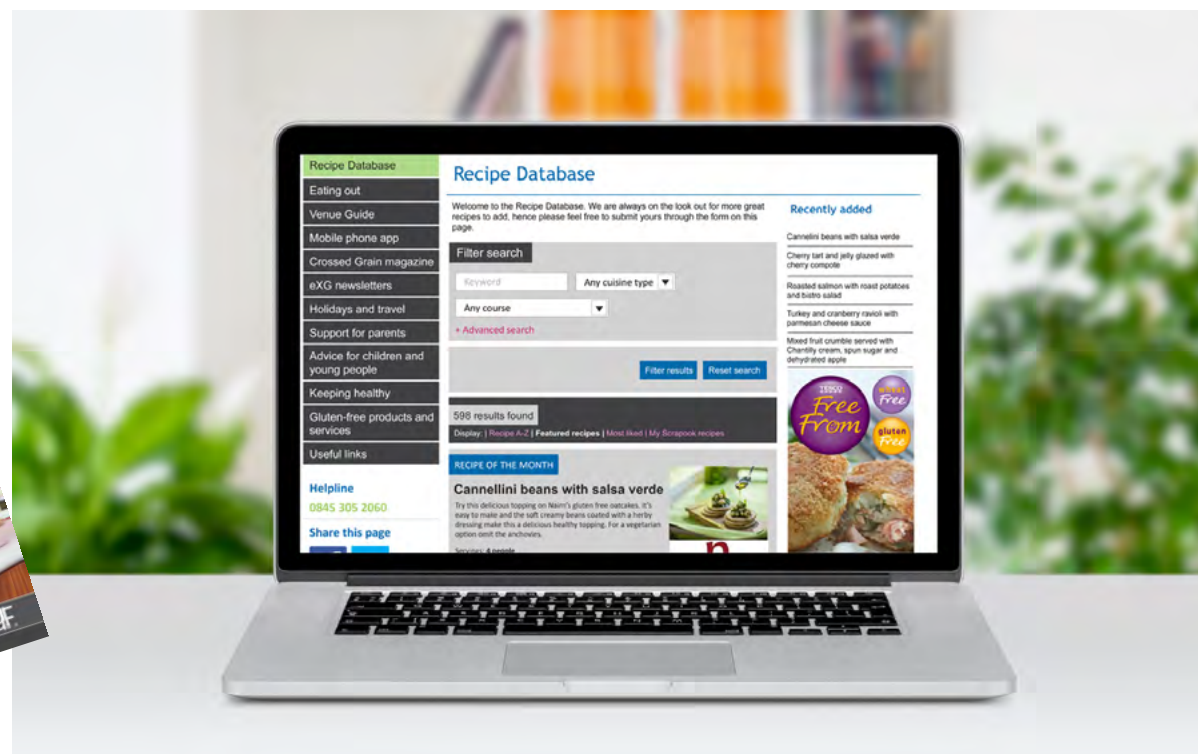 Recipe Database
Eating out
Venue Guide
Mobile phone app
Crossed Grain magazine
eXG newsletters
Holidays and travel
Support for parents
Advice for children and
young people
Keeping healthy
Gluten-free products and
services
Useful links
Helpline
0845 305 2060
Share this page
Recipe Database
Welcome to the Recipe Database. We are always on the look out for more great
recipes to add, hence please feel free to submit yours through the form on this
page.
Filter search
Keyword
Any cuisine type
Any course
+ Advanced search
Filter results
Reset search
598 results found
Display: | Recipe A-Z | Featured recipes | Most liked | My Scrapook recipes
RECIPE OF THE MONTH
Cannellini beans with salsa verde
Try this delicious topping on Nairn's gluten free oatcakes. It's
easy to make and the soft creamy beans coated with a herby
dressing make this a delicious healthy topping. For a vegetarian
option omit the anchovies.
Servings: 4 people
n
Recently added
Cannelini beans with salsa verde
Cherry tart and jelly glazed with
cherry compote
Roasted salmon with roast potatoes
and bistro salad
Turkey and cranberry ravioli with
parmesan cheese sauce
Mixed fruit crumble served with
Chantilly cream, spun sugar and
dehydrated apple
TESCO
Free
From
wheat
Free
gluten
Free